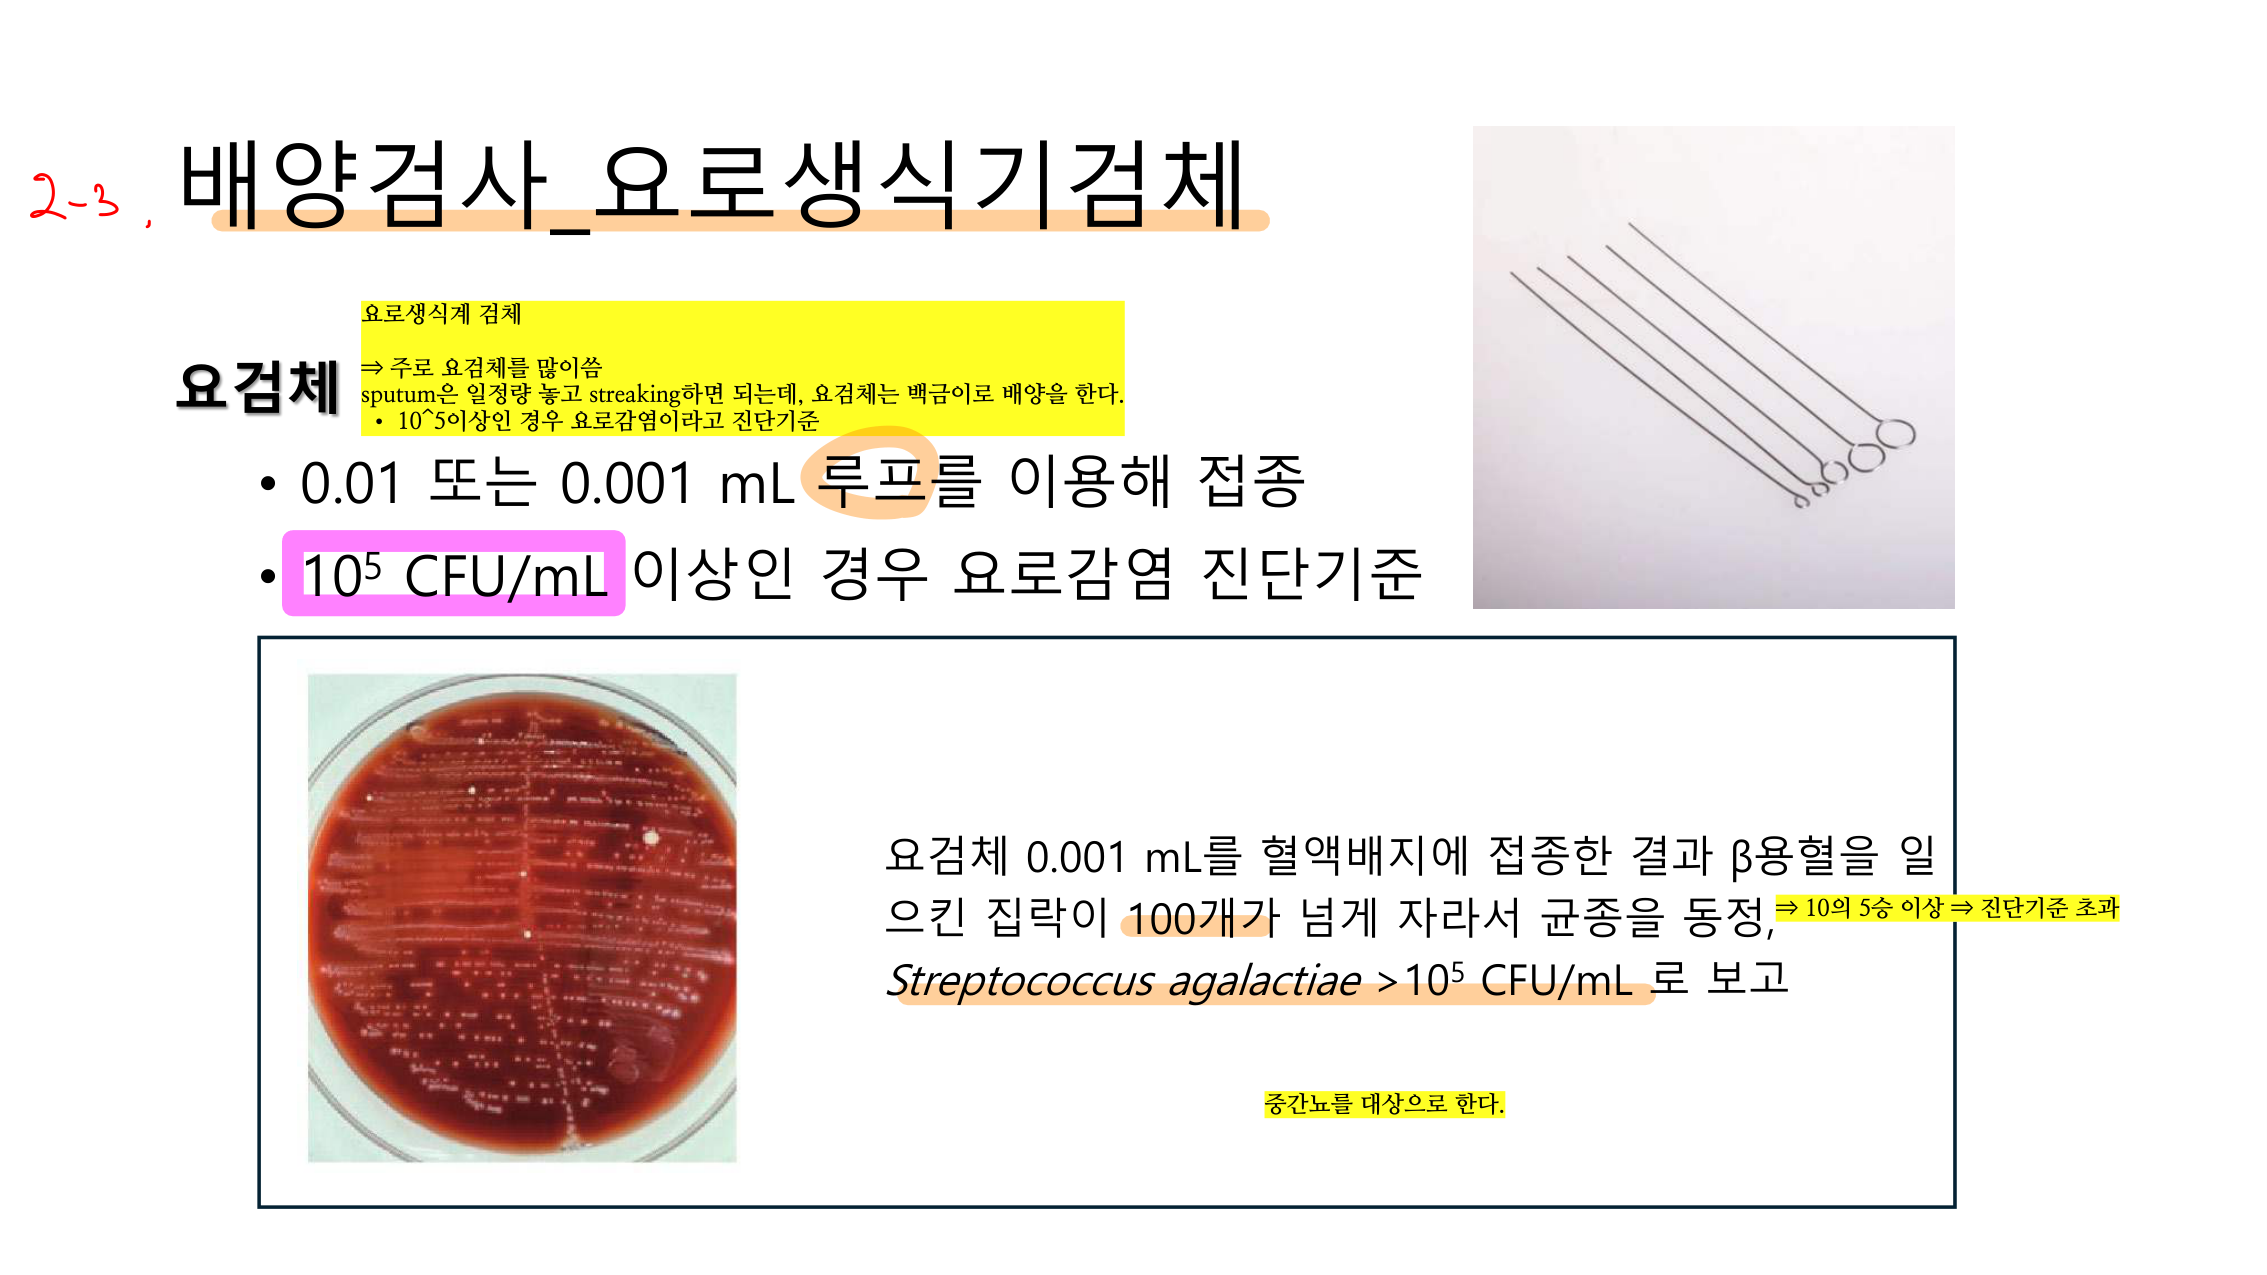 2-3.
배양검사_요로생식기검체
요로생식계 검체
⇒ 주로 요검체를 많이씀
sputum은 일정량 놓고 streaking하면 되는데, 요검체는 백금이로 배양을 한다.
• 10^5이상인 경우 요로감염이라고 진단기준
요검체
• 0.01 또는 0.001 mL 루프를 이용해 접종
• 10⁵ CFU/mL 이상인 경우 요로감염 진단기준
요검체 0.001 mL를 혈액배지에 접종한 결과 β용혈을 일
으킨 집락이 100개가 넘게 자라서 균종을 동정,
⇒ 10의 5승 이상 ⇒ 진단기준 초과
Streptococcus agalactiae >10⁵ CFU/mL 로 보고
중간뇨를 대상으로 한다.